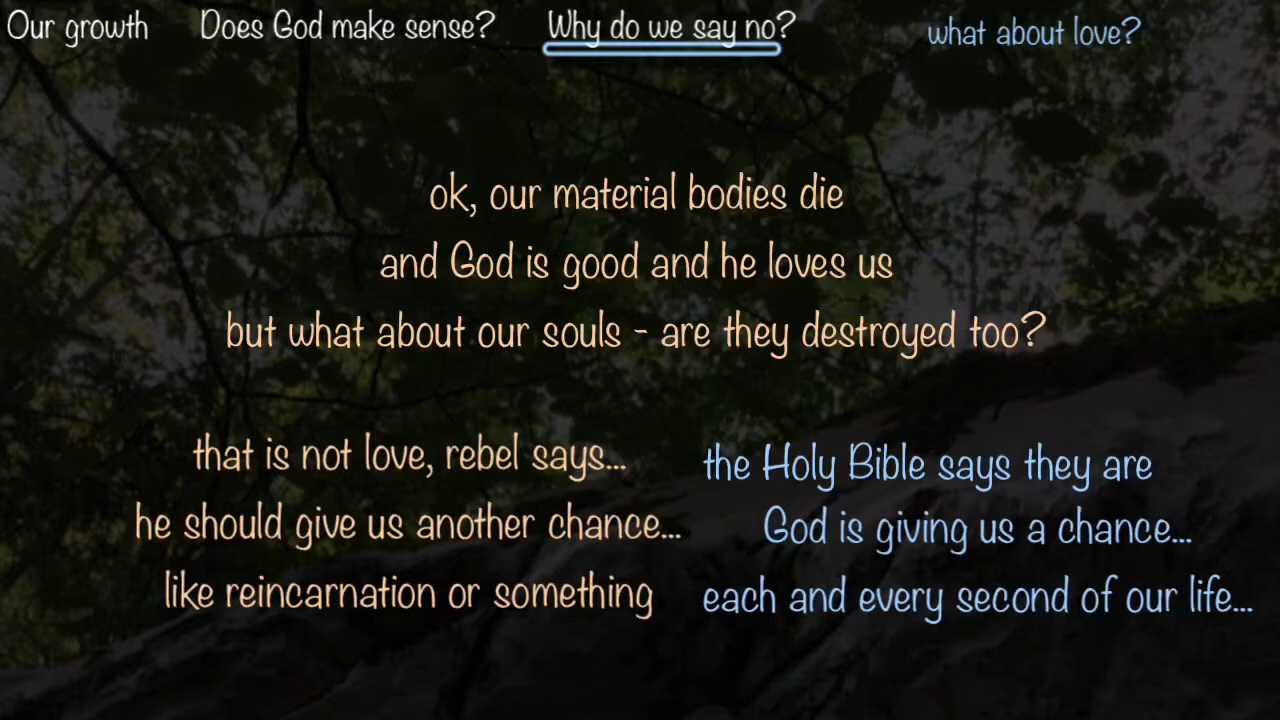 Our growth
Does God make sense?
Why do we say no?
what about love?
ok, our material bodies die
and God is good and he loves us
but what about our souls - are they destroyed too?
that is not love, rebel says...
he should give us another chance...
like reincarnation or something
the Holy Bible says they are
God is giving us a chance...
each and every second of our life...